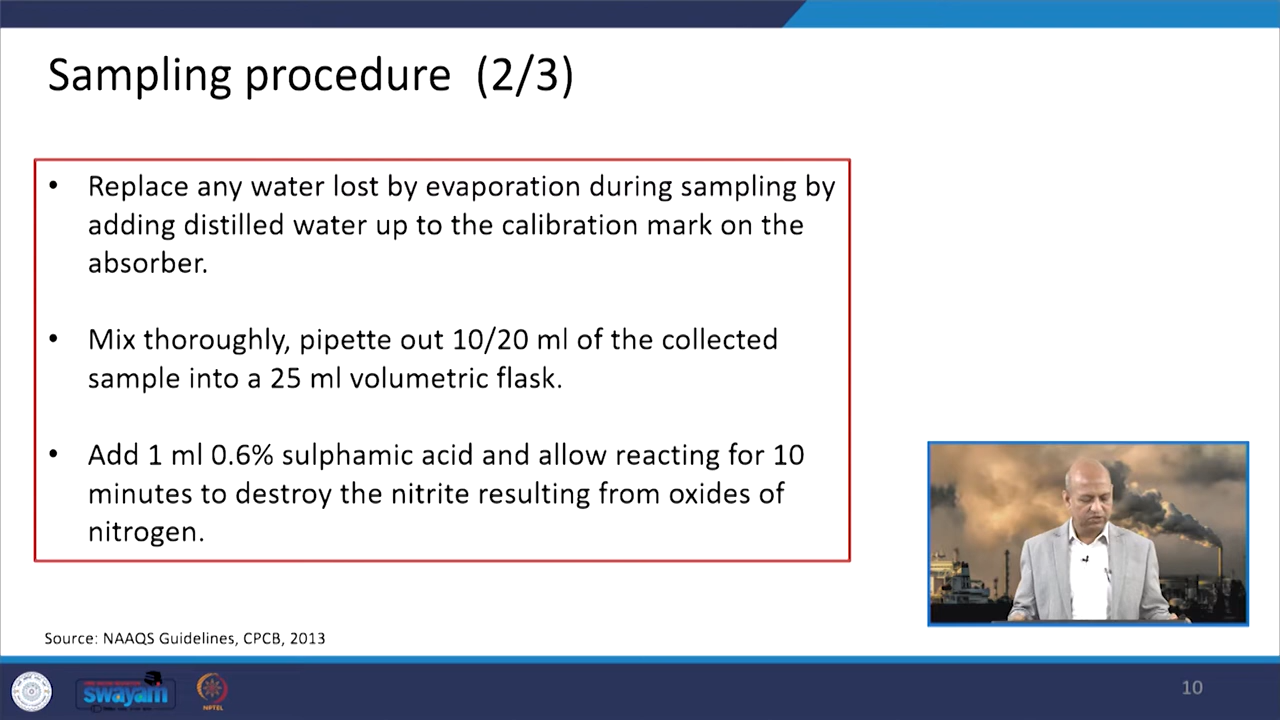 Sampling procedure (2/3)
• Replace any water lost by evaporation during sampling by
adding distilled water up to the calibration mark on the
absorber.
• Mix thoroughly, pipette out 10/20 ml of the collected
sample into a 25 ml volumetric flask.
• Add 1 ml 0.6% sulphamic acid and allow reacting for 10
minutes to destroy the nitrite resulting from oxides of
nitrogen.
Source: NAAQS Guidelines, CPCB, 2013
swayam
NPTEL
10